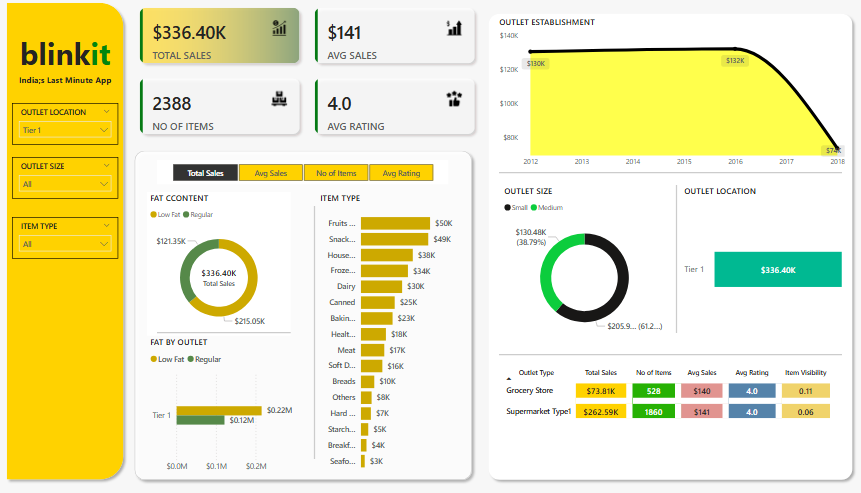 blinkit
India;s Last Minute App
OUTLET LOCATION
Tier 1
OUTLET SIZE
All
ITEM TYPE
All
$336.40K
TOTAL SALES
$141
AVG SALES
2388
NO OF ITEMS
4.0
AVG RATING
Total Sales Avg Sales No of Items Avg Rating
FAT CCONTENT
Low Fat Regular
$121.35K
$336.40K
Total Sales
$215.05K
FAT BY OUTLET
Low Fat Regular
Tier 1
$0.22M
$0.12M
$0.0M $0.1M $0.2M
ITEM TYPE
Fruits ... $50K
Snack... $49K
House... $38K
Froze... $34K
Dairy $30K
Canned $25K
Bakin... $23K
Healt... $18K
Meat $17K
Soft D... $16K
Breads $10K
Others $8K
Hard ... $7K
Starch... $5K
Breakf... $4K
Seafo... $3K
OUTLET ESTABLISHMENT
$140K
$120K
$100K
$80K
$130K
$132K
$74K
2012 2013 2014 2015 2016 2017 2018
OUTLET SIZE
Small Medium
$130.48K
(38.79%)
$205.9... (61.2...)
OUTLET LOCATION
Tier 1 $336.40K
Outlet Type Total Sales No of Items Avg Sales Avg Rating Item Visibility
Grocery Store $73.81K 528 $140 4.0 0.11
Supermarket Type1 $262.59K 1860 $141 4.0 0.06